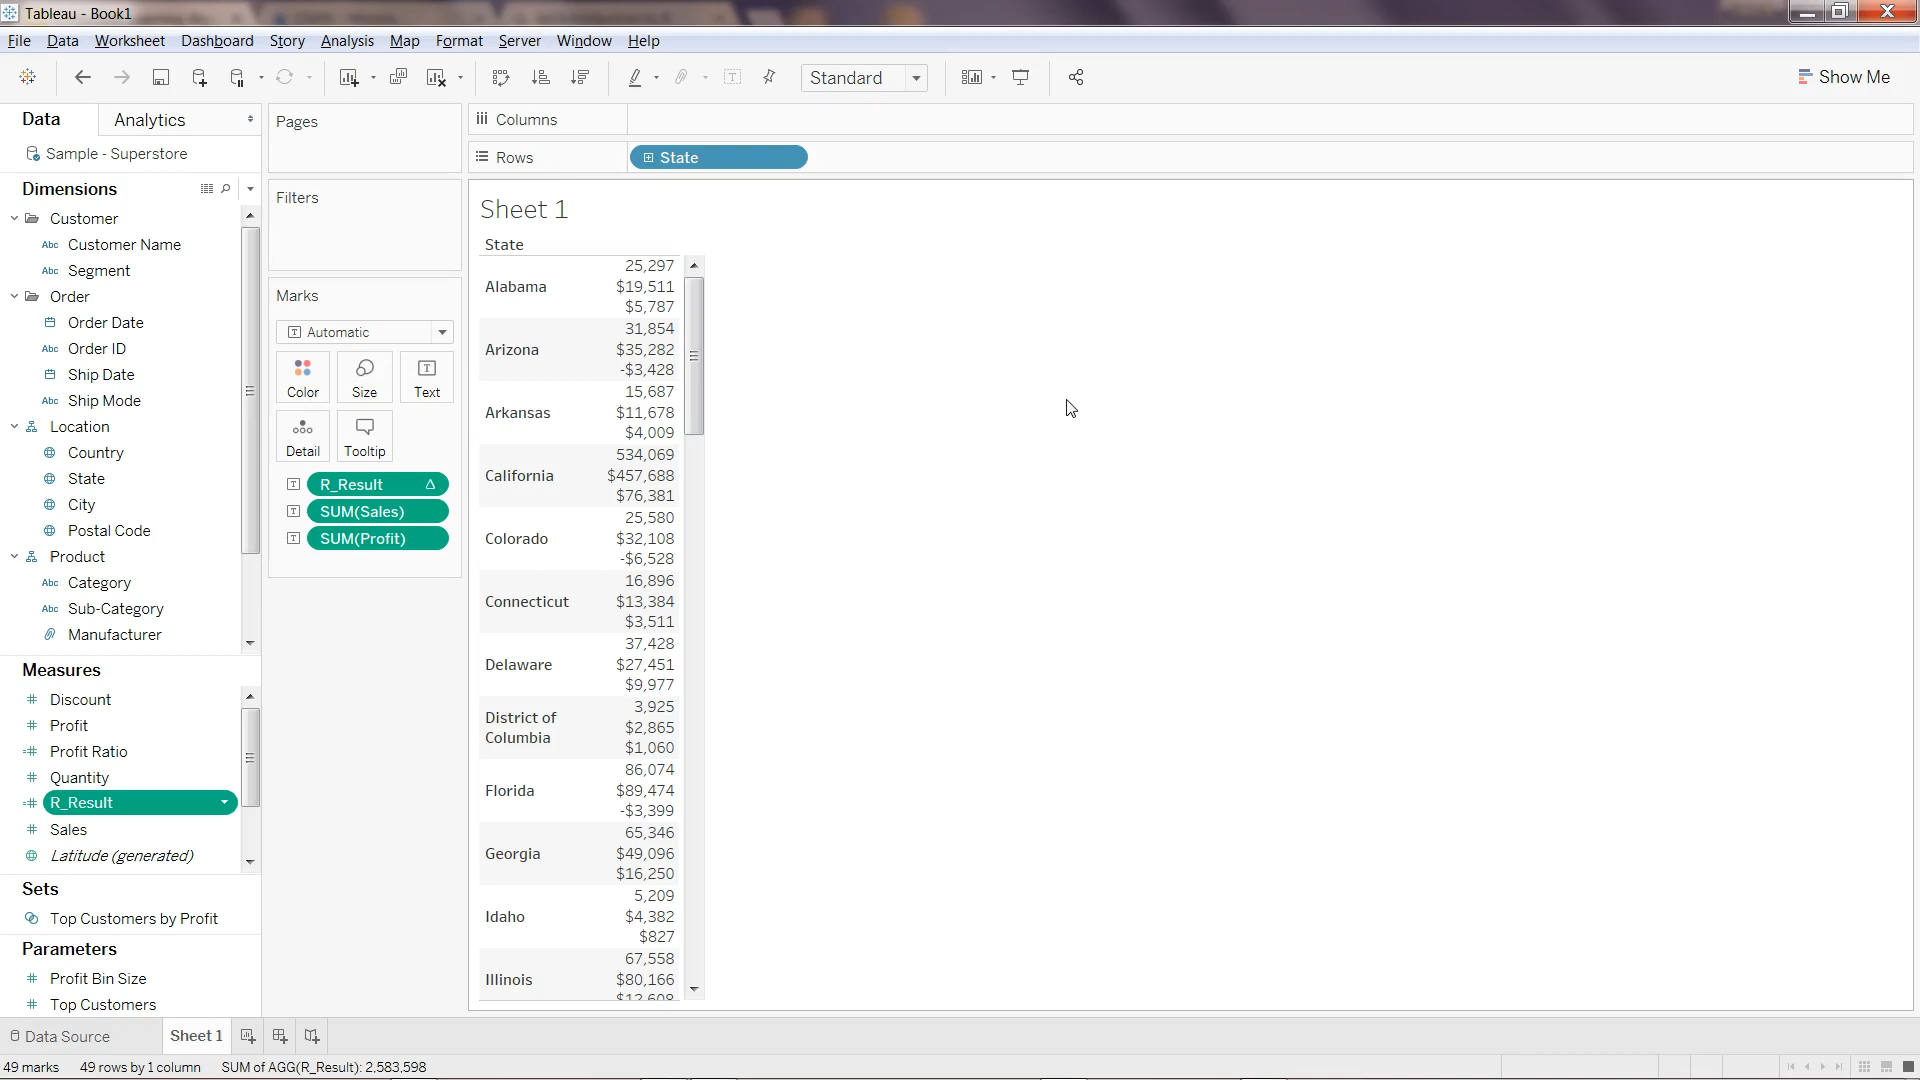 Tableau - Book1
File Data Worksheet Dashboard Story Analysis Map Format Server Window Help
Standard
Show Me
Data
Analytics
Sample - Superstore
Dimensions
Customer
Abc Customer Name
Abc Segment
Order
Order Date
Abc Order ID
Ship Date
Abc Ship Mode
Location
Country
State
City
Postal Code
Product
Abc Category
Abc Sub-Category
Manufacturer
Measures
Discount
Profit
Profit Ratio
Quantity
R_Result
Sales
Latitude (generated)
Sets
Top Customers by Profit
Parameters
Profit Bin Size
Top Customers
Pages
Filters
Marks
Automatic
Color Size Text
Detail Tooltip
R_Result
SUM(Sales)
SUM(Profit)
Columns
Rows State
Sheet 1
State
25,297
Alabama $19,511
$5,787
31,854
Arizona $35,282
-$3,428
15,687
Arkansas $11,678
$4,009
534,069
California $457,688
$76,381
25,580
Colorado $32,108
-$6,528
16,896
Connecticut $13,384
$3,511
37,428
Delaware $27,451
$9,977
3,925
District of Columbia $2,865
$1,060
86,074
Florida $89,474
-$3,399
65,346
Georgia $49,096
$16,250
5,209
Idaho $4,382
$827
67,558
Illinois $80,166
Data Source Sheet 1
49 marks 49 rows by 1 column SUM of AGG(R_Result): 2,583,598